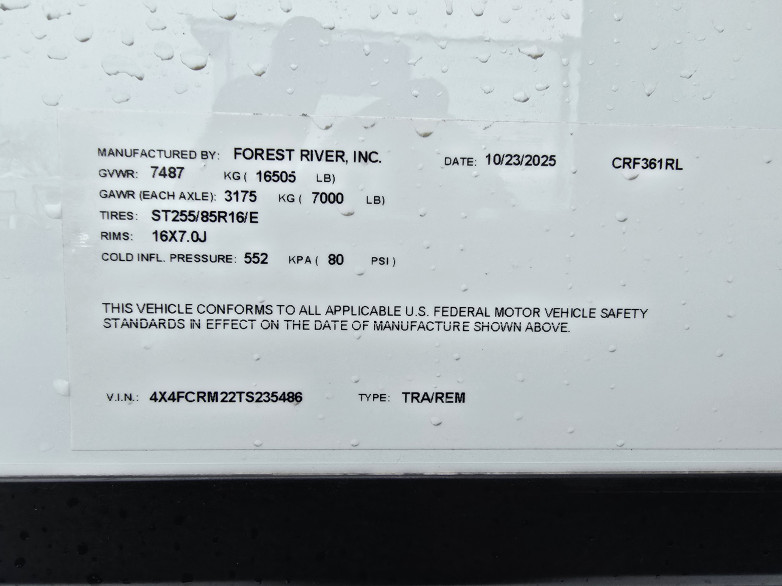 MANUFACTURED BY: FOREST RIVER, INC. DATE: 10/23/2025 CRF361RL
GVWR: 7487 KG ( 16505 LB)
GAWR (EACH AXLE): 3175 KG ( 7000 LB)
TIRES: ST255/85R16/E
RIMS: 16X7.0J
COLD INFL. PRESSURE: 552 KPA ( 80 PSI )
THIS VEHICLE CONFORMS TO ALL APPLICABLE U.S. FEDERAL MOTOR VEHICLE SAFETY
STANDARDS IN EFFECT ON THE DATE OF MANUFACTURE SHOWN ABOVE.
V.I.N.: 4X4FCRM22TS235486 TYPE: TRA/REM